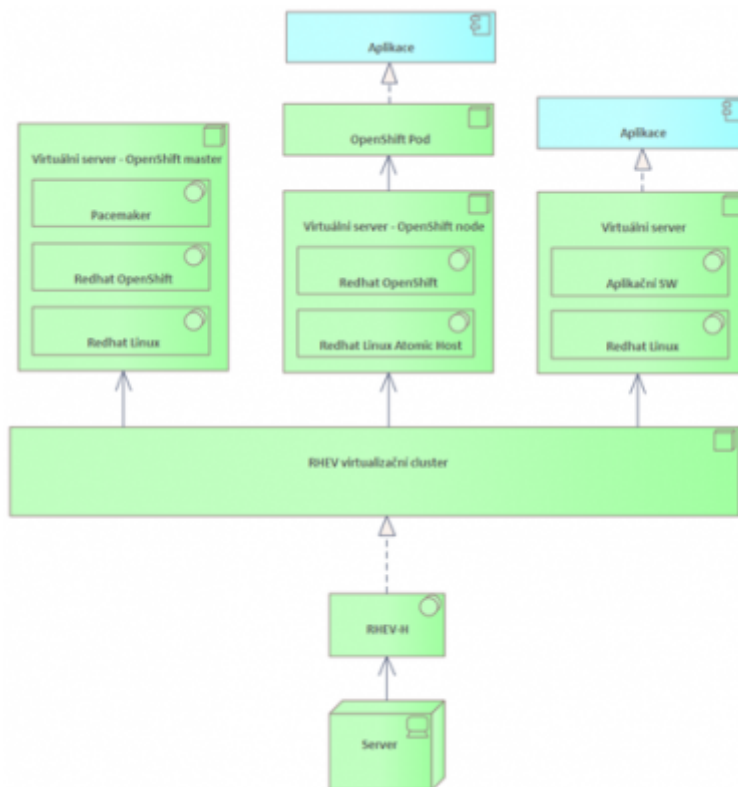 Aplikace
OpenShift Pod
Aplikace
Virtuální server - OpenShift master
Pacemaker
Redhat OpenShift
Redhat Linux
Virtuální server - OpenShift node
Redhat OpenShift
Redhat Linux Atomic Host
Virtuální server
Aplikační SW
Redhat Linux
RHEV virtualizační cluster
RHEV-H
Server